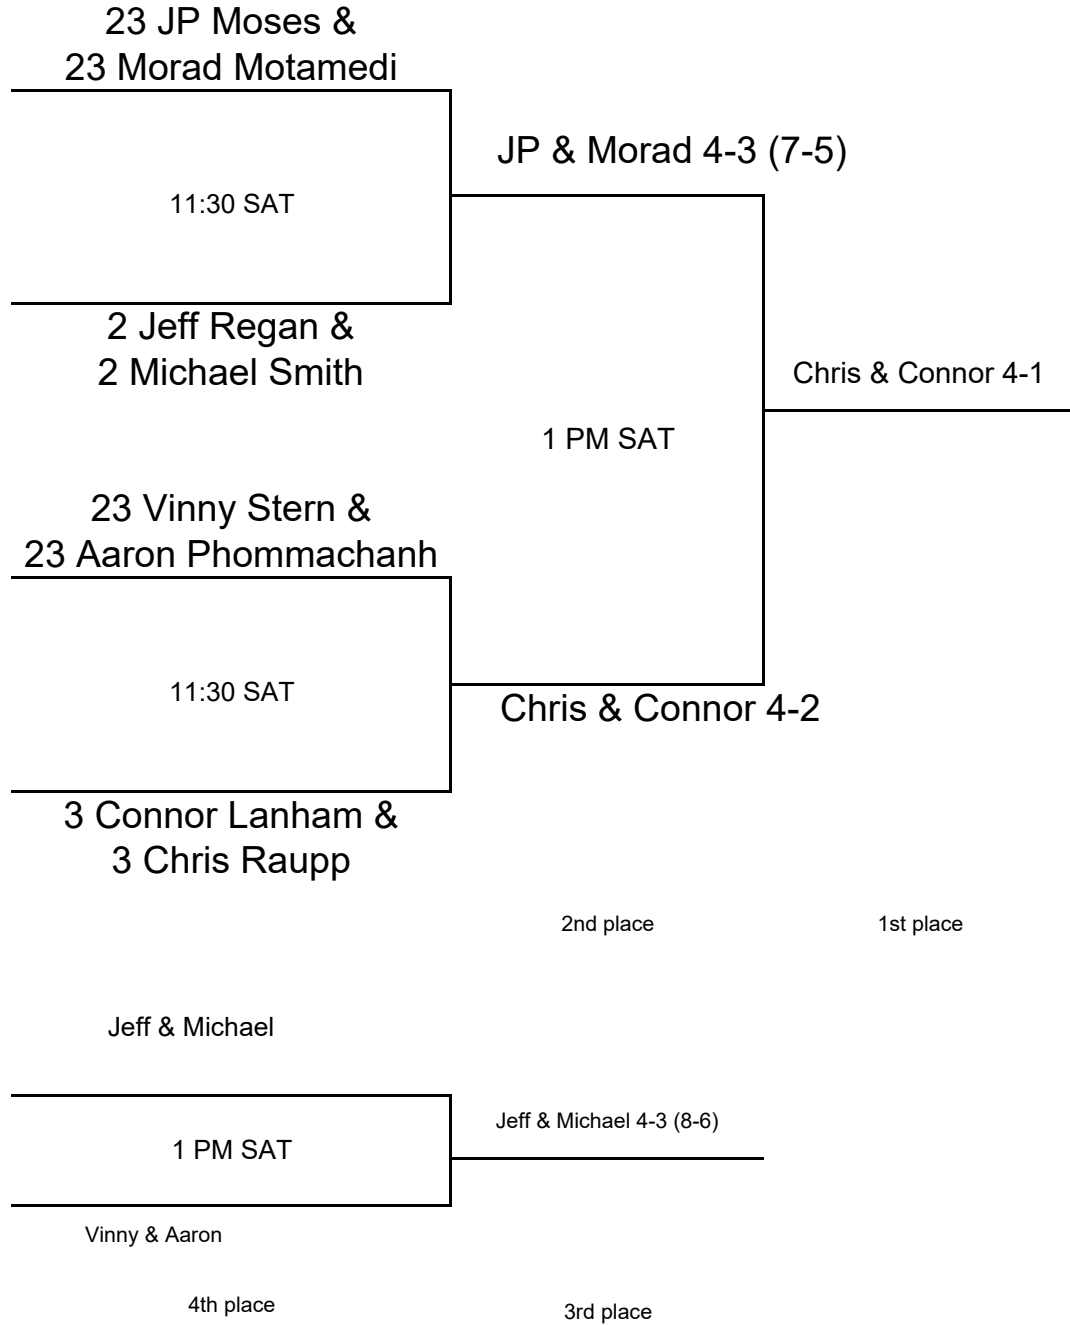 23 JP Moses &
23 Morad Motamedi
JP & Morad 4-3 (7-5)
11:30 SAT
2 Jeff Regan &
2 Michael Smith
Chris & Connor 4-1
1 PM SAT
23 Vinny Stern &
23 Aaron Phommachanh
11:30 SAT
Chris & Connor 4-2
3 Connor Lanham &
3 Chris Raupp
2nd place
1st place
Jeff & Michael
Jeff & Michael 4-3 (8-6)
1 PM SAT
Vinny & Aaron
4th place
3rd place